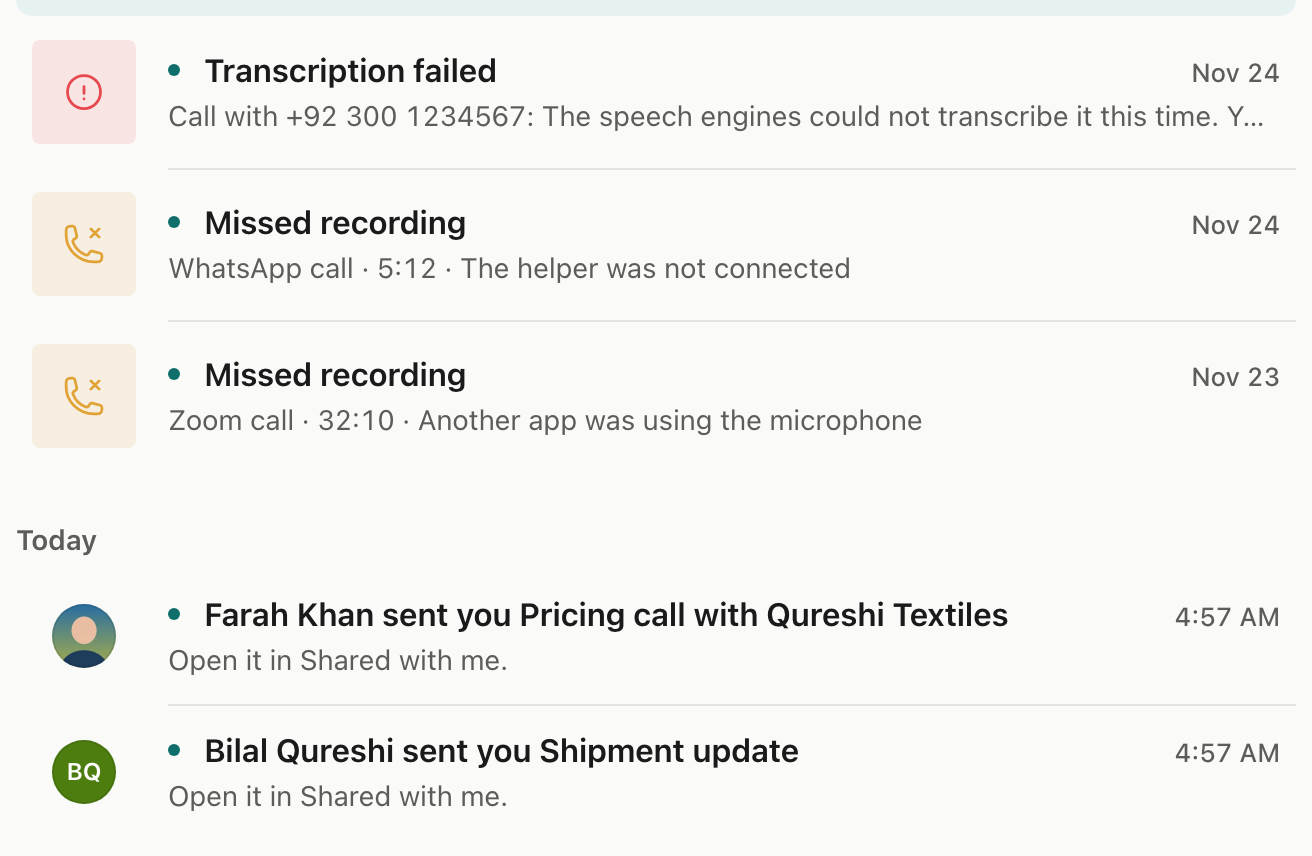 Transcription failed
Nov 24
Call with +92 300 1234567: The speech engines could not transcribe it this time. Y...
Missed recording
Nov 24
WhatsApp call · 5:12 · The helper was not connected
Missed recording
Nov 23
Zoom call · 32:10 · Another app was using the microphone
Today
Farah Khan sent you Pricing call with Qureshi Textiles
4:57 AM
Open it in Shared with me.
BQ
Bilal Qureshi sent you Shipment update
4:57 AM
Open it in Shared with me.